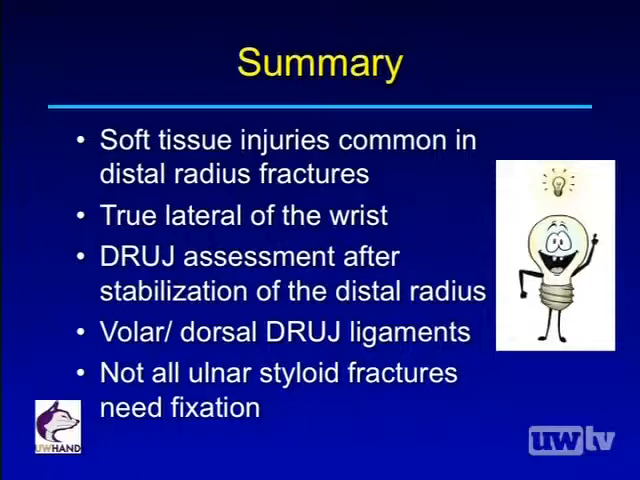 Summary
• Soft tissue injuries common in
distal radius fractures
• True lateral of the wrist
• DRUJ assessment after
stabilization of the distal radius
• Volar/ dorsal DRUJ ligaments
• Not all ulnar styloid fractures
need fixation
UWHAND
uwtv